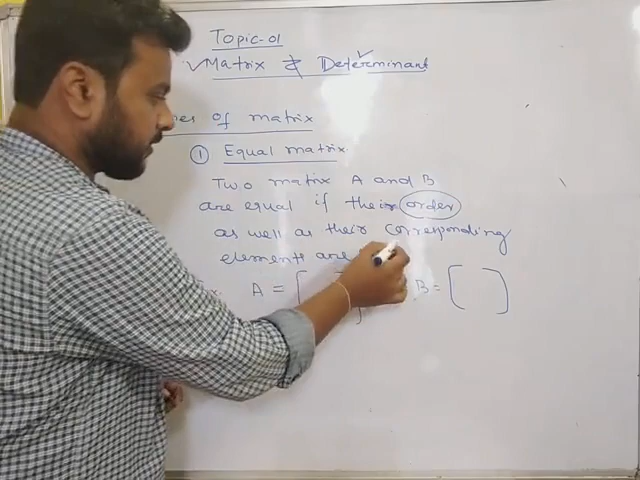 Topic-01
✓Matrix & Determinant
of matrix
① Equal matrix
Two matrix A and B
are equal if their order
as well as their corresponding
elements are
A = [
B = [ ]